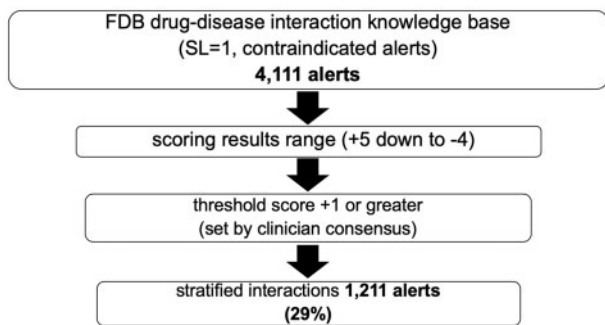 FDB drug-disease interaction knowledge base
(SL=1, contraindicated alerts)
4,111 alerts
scoring results range (+5 down to -4)
threshold score +1 or greater
(set by clinician consensus)
stratified interactions 1,211 alerts
(29%)